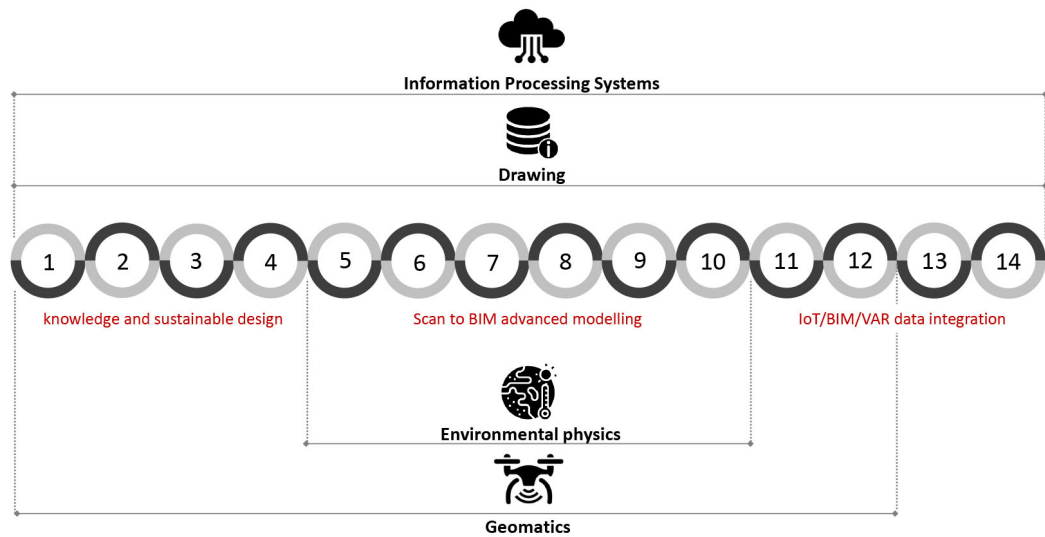 Information Processing Systems
i
Drawing
1 2 3 4 5 6 7 8 9 10 11 12 13 14
knowledge and sustainable design Scan to BIM advanced modelling IoT/BIM/VAR data integration
Environmental physics
Geomatics